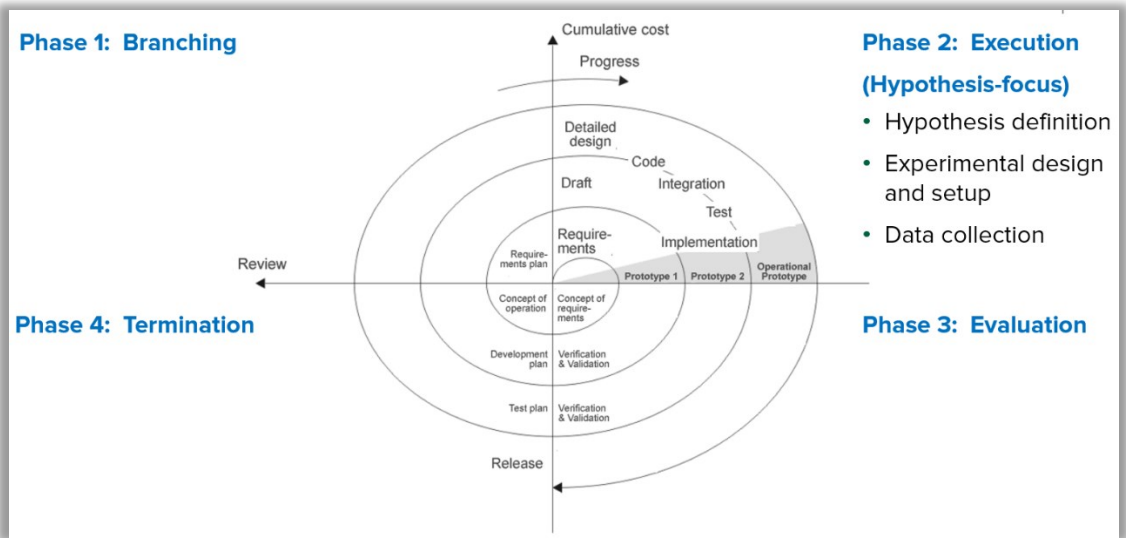 Phase 1:  Branching
Cumulative cost
Progress
Phase 2:  Execution
(Hypothesis-focus)
• Hypothesis definition
• Experimental design
and setup
• Data collection
Detailed
design
Code
Draft
Integration
Test
Require-
ments
Implementation
Require-
ments plan
Review
Prototype 1
Prototype 2
Operational
Prototype
Concept of
operation
Concept of
require-
ments
Phase 4:  Termination
Phase 3:  Evaluation
Development
plan
Verification
& Validation
Test plan
Verification
& Validation
Release